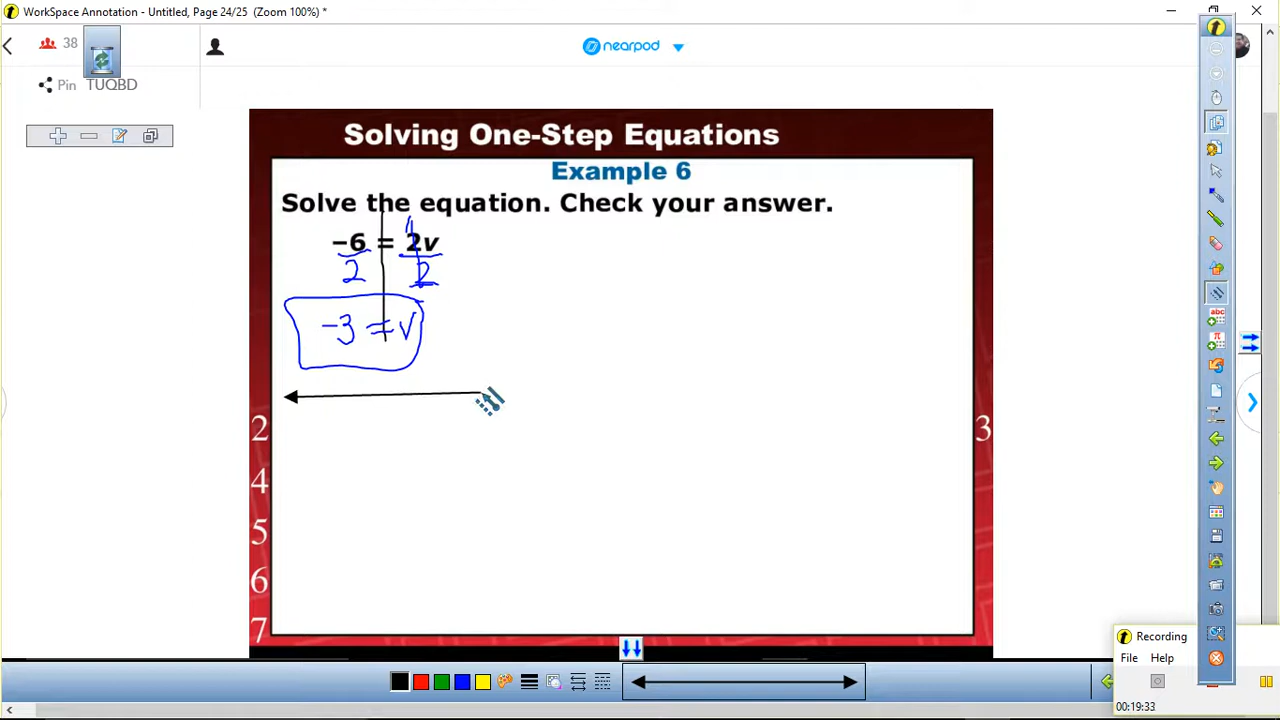 WorkSpace Annotation - Untitled, Page 24/25 (Zoom 100%) *
38
nearpod
Pin TUQBD
Solving One-Step Equations
Example 6
Solve the equation. Check your answer.
1
-6 = 2v
2 2
-3 = v
2 3
4
5
6
7
abc
π
Recording
File Help
00:19:33